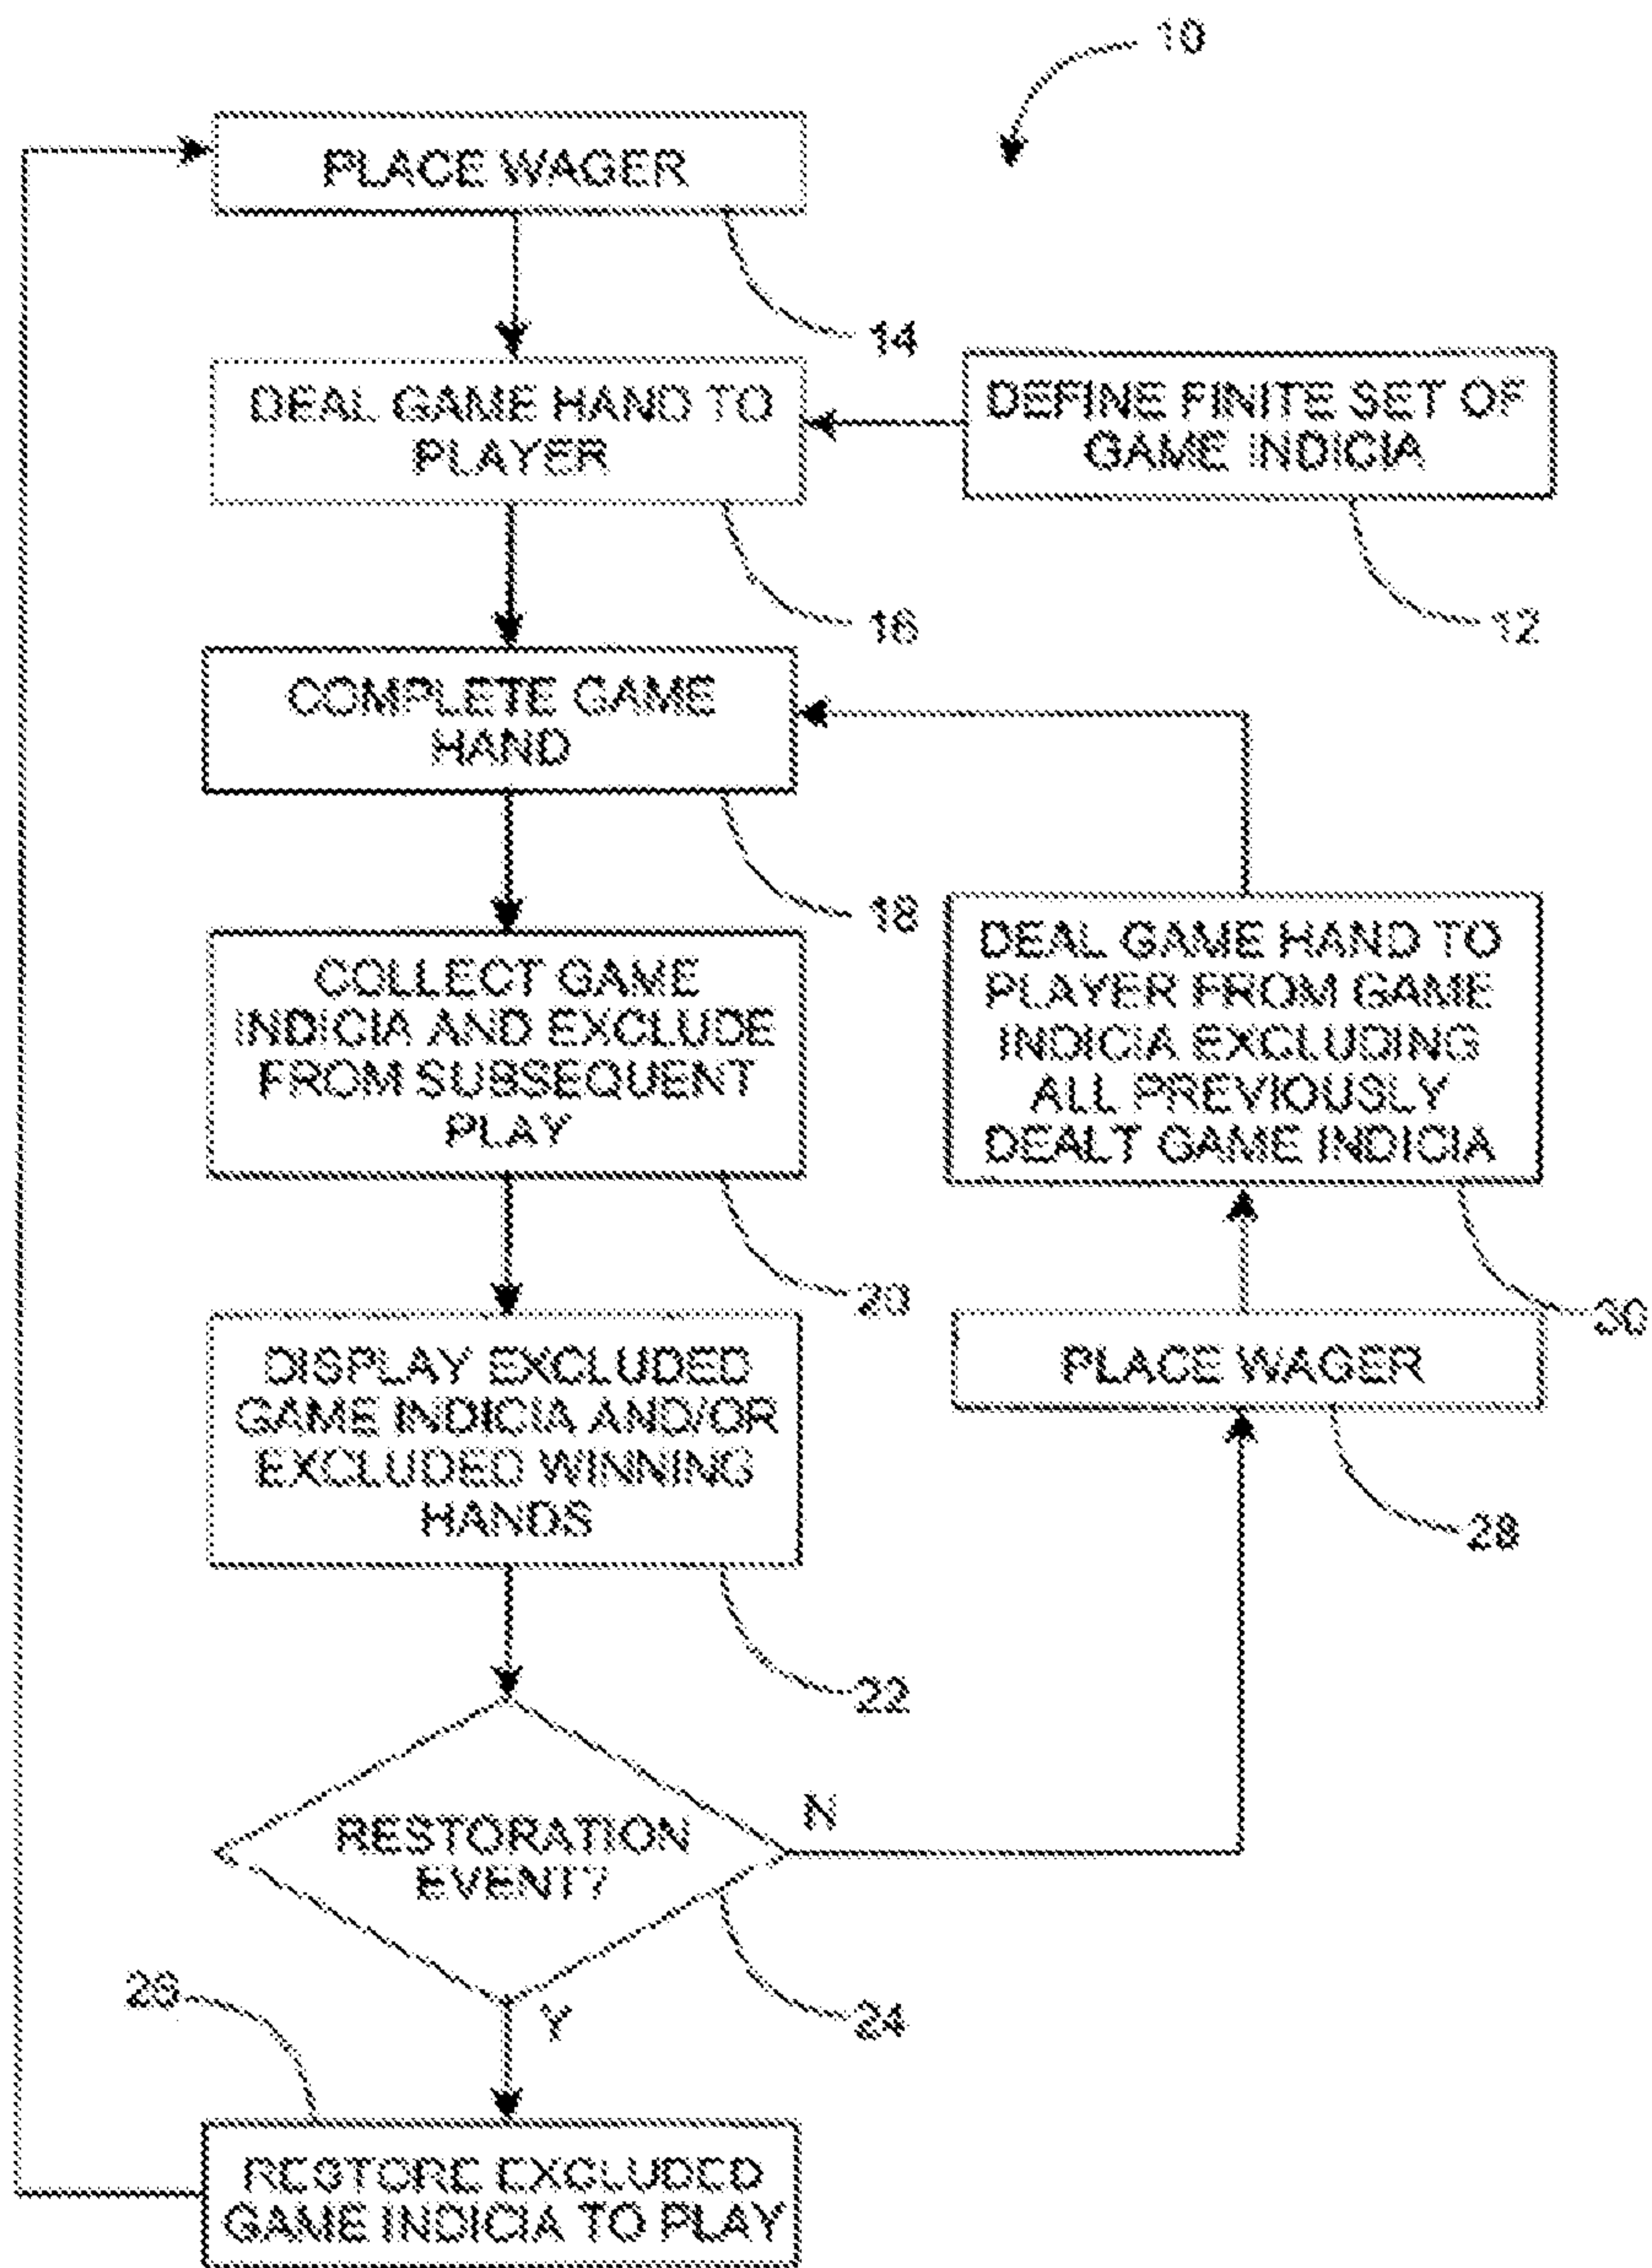 10
PLACE WAGER
14
DEAL GAME HAND TO
PLAYER
16
DEFINE FINITE SET OF
GAME INDICIA
12
COMPLETE GAME
HAND
18
COLLECT GAME
INDICIA AND EXCLUDE
FROM SUBSEQUENT
PLAY
20
DEAL GAME HAND TO
PLAYER FROM GAME
INDICIA EXCLUDING
ALL PREVIOUSLY
DEALT GAME INDICIA
30
DISPLAY EXCLUDED
GAME INDICIA AND/OR
EXCLUDED WINNING
HANDS
22
PLACE WAGER
28
RESTORATION
EVENT?
N
24
Y
26
RESTORE EXCLUDED
GAME INDICIA TO PLAY